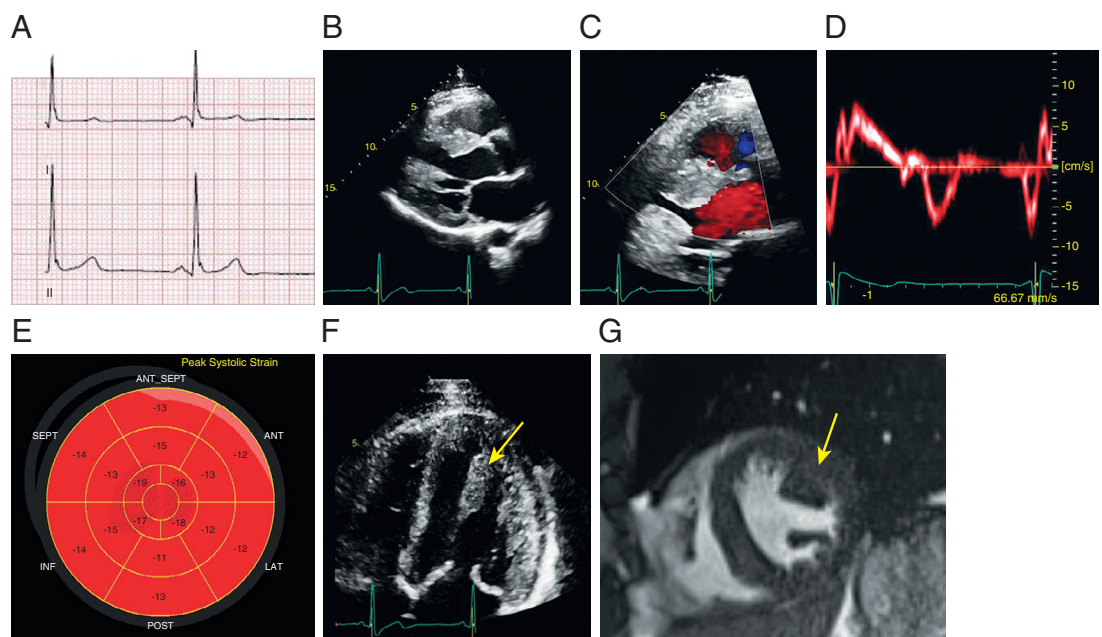 A
B
C
D
I
II
5
10
15
5
10
10
5
[cm/s]
-5
-10
-15
-1
66.67 mm/s
E
F
G
Peak Systolic Strain
ANT_SEPT
SEPT
ANT
INF
LAT
POST
-13
-14
-15
-12
-13
-13
-19
-16
-17
-18
-15
-12
-14
-11
-12
-13
5